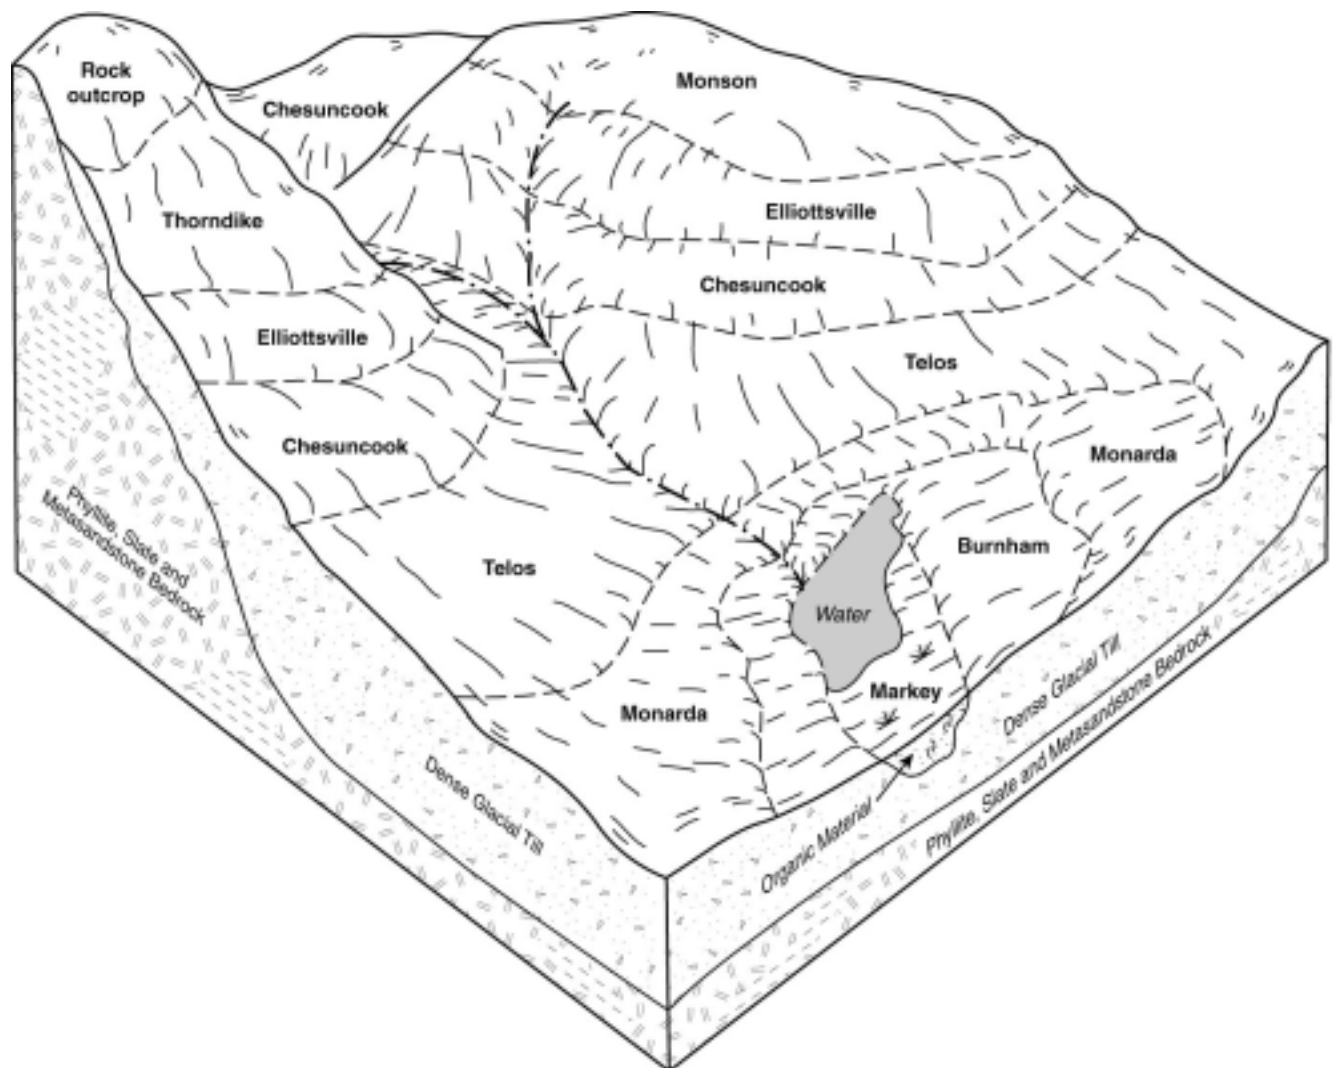 Rock
outcrop
Chesuncook
Monson
Thorndike
Elliottsville
Elliottsville
Chesuncook
Chesuncook
Telos
Monarda
Telos
Burnham
Water
Markey
Monarda
Phyllite, Slate and
Metasandstone Bedrock
Dense Glacial Till
Organic Material
Dense Glacial Till
Phyllite, Slate and Metasandstone Bedrock